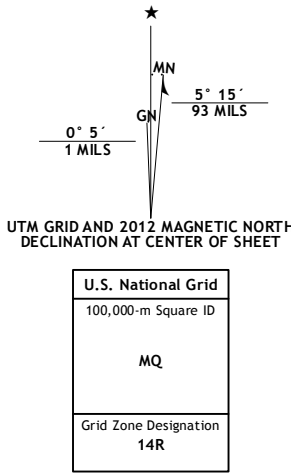 MN
GN
5° 15´
93 MILS
0° 5´
1 MILS
UTM GRID AND 2012 MAGNETIC NORTH
DECLINATION AT CENTER OF SHEET
U.S. National Grid
100,000-m Square ID
MQ
Grid Zone Designation
14R